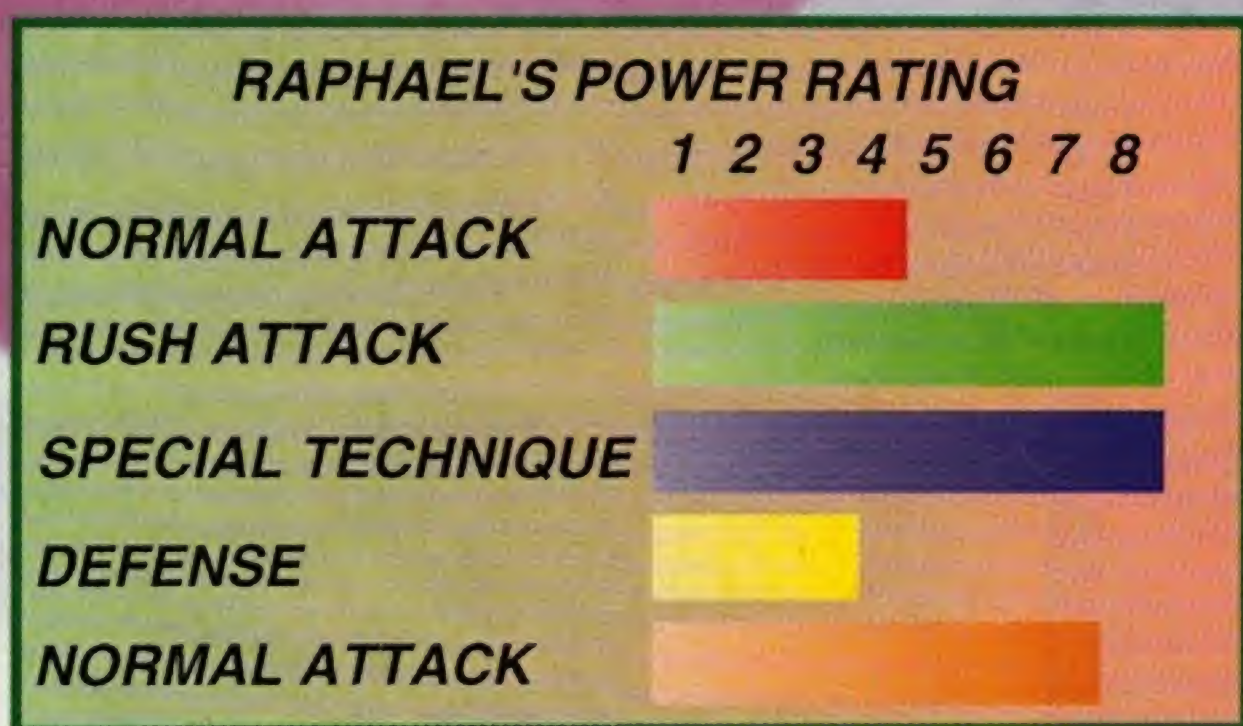 RAPHAEL'S POWER RATING
1 2 3 4 5 6 7 8
NORMAL ATTACK
RUSH ATTACK
SPECIAL TECHNIQUE
DEFENSE
NORMAL ATTACK